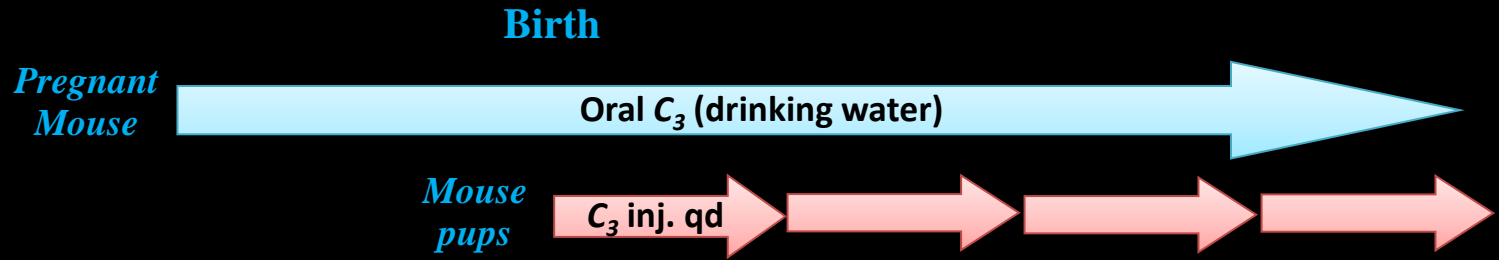 Birth
Pregnant
Mouse
Oral C₃ (drinking water)
Mouse
pups
C₃ inj. qd